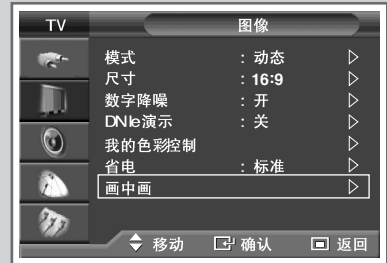 TV 图像
模式 : 动态
尺寸 : 16:9
数字降噪 : 开
DNIe演示 : 关
我的色彩控制
省电 : 标准
画中画
移动 确认 返回